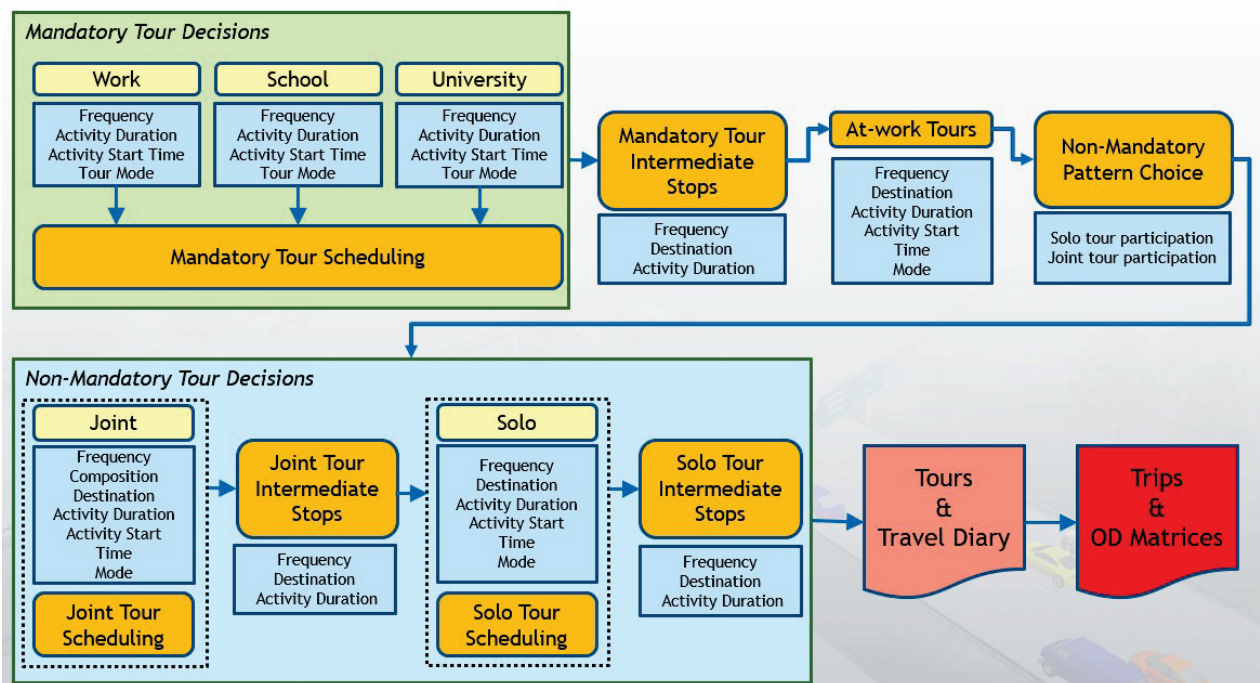 Mandatory Tour Decisions
Work
Frequency
Activity Duration
Activity Start Time
Tour Mode
School
Frequency
Activity Duration
Activity Start Time
Tour Mode
University
Frequency
Activity Duration
Activity Start Time
Tour Mode
Mandatory Tour Scheduling
Mandatory Tour
Intermediate
Stops
Frequency
Destination
Activity Duration
At-work Tours
Frequency
Destination
Activity Duration
Activity Start
Time
Mode
Non-Mandatory
Pattern Choice
Solo tour participation
Joint tour participation
Non-Mandatory Tour Decisions
Joint
Frequency
Composition
Destination
Activity Duration
Activity Start
Time
Mode
Joint Tour
Scheduling
Joint Tour
Intermediate
Stops
Frequency
Destination
Activity Duration
Solo
Frequency
Destination
Activity Duration
Activity Start
Time
Mode
Solo Tour
Scheduling
Solo Tour
Intermediate
Stops
Frequency
Destination
Activity Duration
Tours
&
Travel Diary
Trips
&
OD Matrices